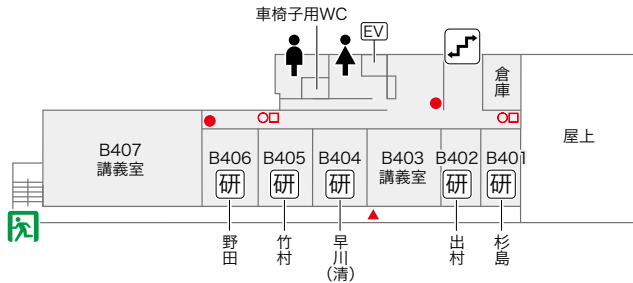 車椅子用WC
EV
倉庫
屋上
B407
講義室
B406
研
B405
研
B404
研
B403
講義室
B402
研
B401
研
野田
竹村
早川(清)
出村
杉島